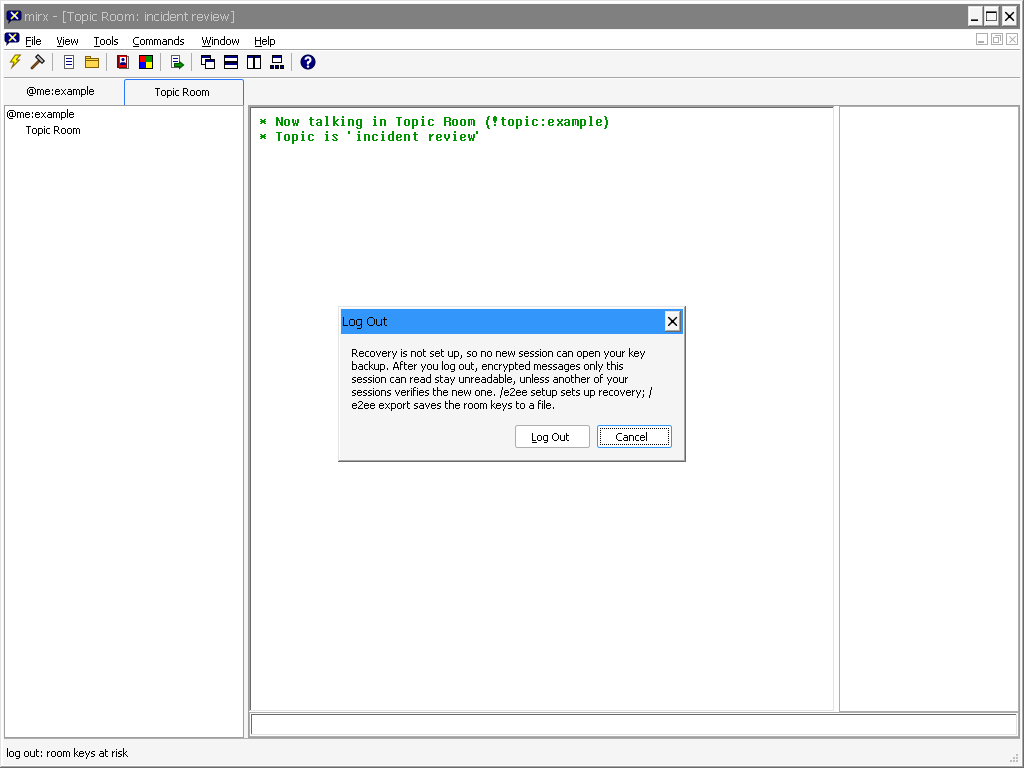 mirx - [Topic Room: incident review]
File View Tools Commands Window Help
@me:example Topic Room
@me:example
Topic Room
* Now talking in Topic Room (!topic:example)
* Topic is 'incident review'
Log Out
Recovery is not set up, so no new session can open your key
backup. After you log out, encrypted messages only this
session can read stay unreadable, unless another of your
sessions verifies the new one. /e2ee setup sets up recovery; /
e2ee export saves the room keys to a file.
Log Out Cancel
log out: room keys at risk